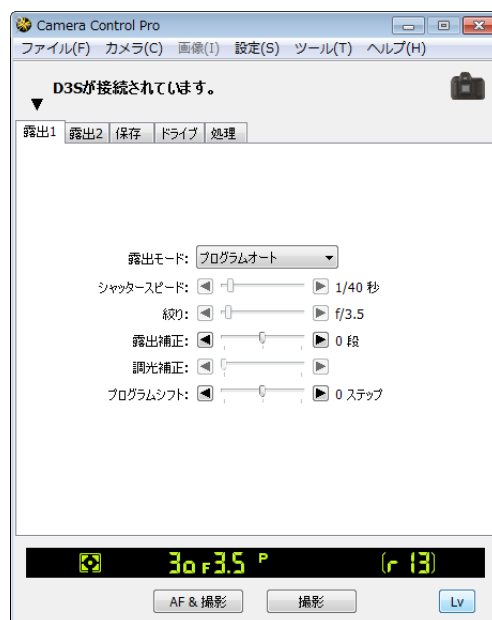 Camera Control Pro
ファイル(F) カメラ(C) 画像(I) 設定(S) ツール(T) ヘルプ(H)
D3Sが接続されています。
露出1 露出2 保存 ドライブ 処理
露出モード: プログラムオート
シャッタースピード: 1/40 秒
絞り: f/3.5
露出補正: 0 段
調光補正:
プログラムシフト: 0 ステップ
30 F3.5 P (r 13)
AF & 撮影 撮影 Lv